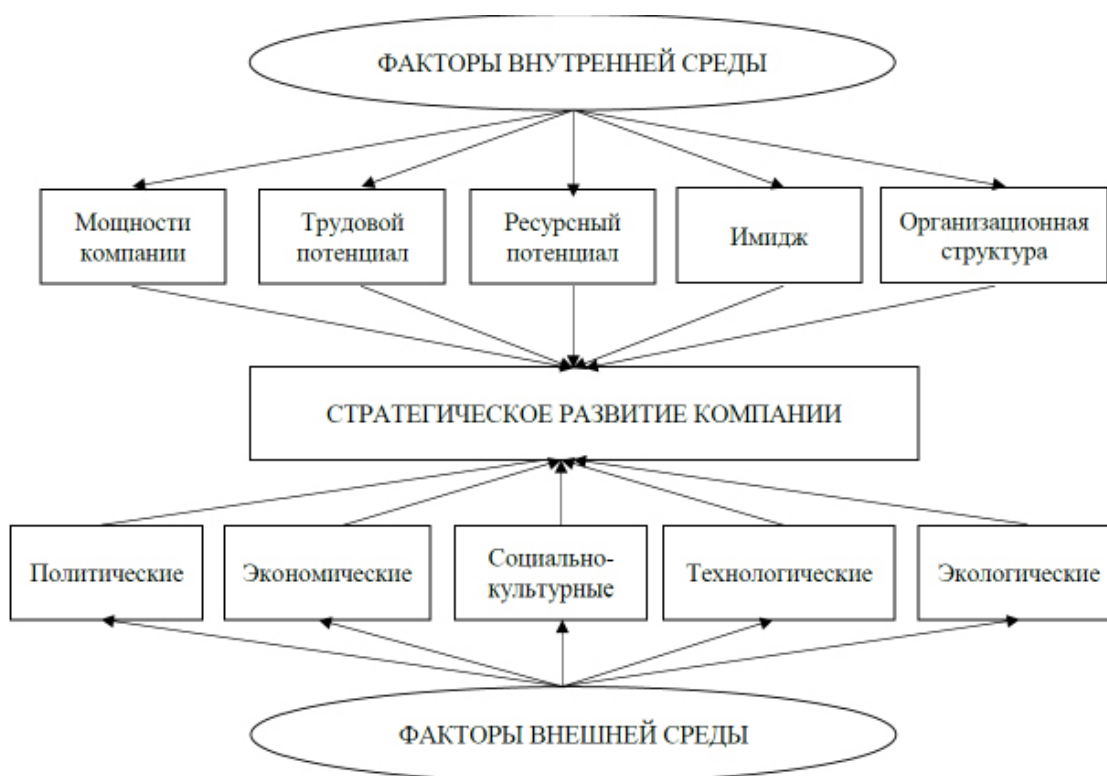 ФАКТОРЫ ВНУТРЕННЕЙ СРЕДЫ
Мощности
компании
Трудовой
потенциал
Ресурсный
потенциал
Имидж
Организационная
структура
СТРАТЕГИЧЕСКОЕ РАЗВИТИЕ КОМПАНИИ
Политические
Экономические
Социально-
культурные
Технологические
Экологические
ФАКТОРЫ ВНЕШНЕЙ СРЕДЫ